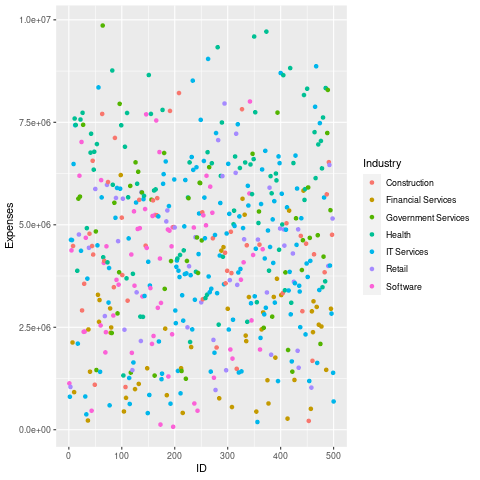 1.0e+07
7.5e+06
5.0e+06
2.5e+06
0.0e+00
Expenses
0 100 200 300 400 500
ID
Industry
Construction
Financial Services
Government Services
Health
IT Services
Retail
Software